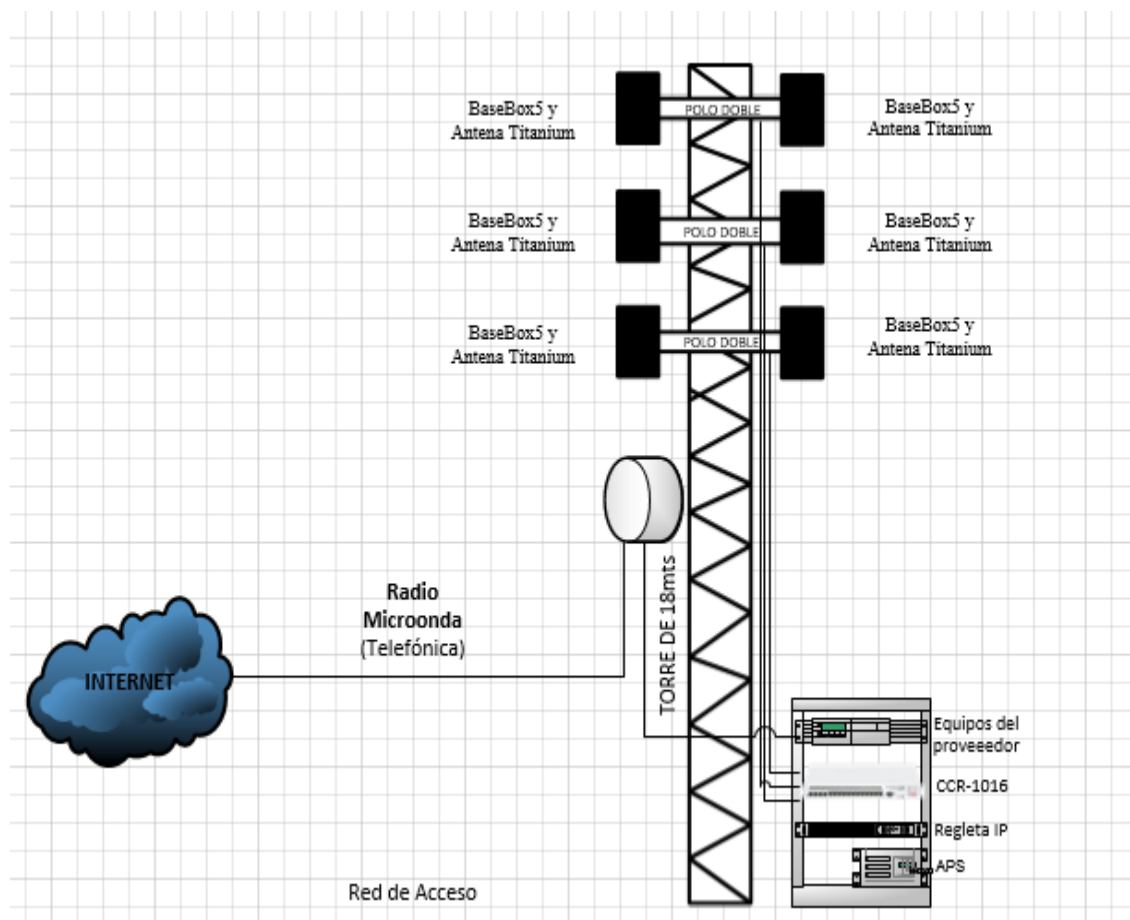 BaseBox5 y
Antena Titanium
POLO DOBLE
BaseBox5 y
Antena Titanium
BaseBox5 y
Antena Titanium
POLO DOBLE
BaseBox5 y
Antena Titanium
BaseBox5 y
Antena Titanium
POLO DOBLE
BaseBox5 y
Antena Titanium
Radio
Microonda
(Telefónica)
TORRE DE 18mts
INTERNET
Equipos del
proveeedor
CCR-1016
Regleta IP
APS
Red de Acceso